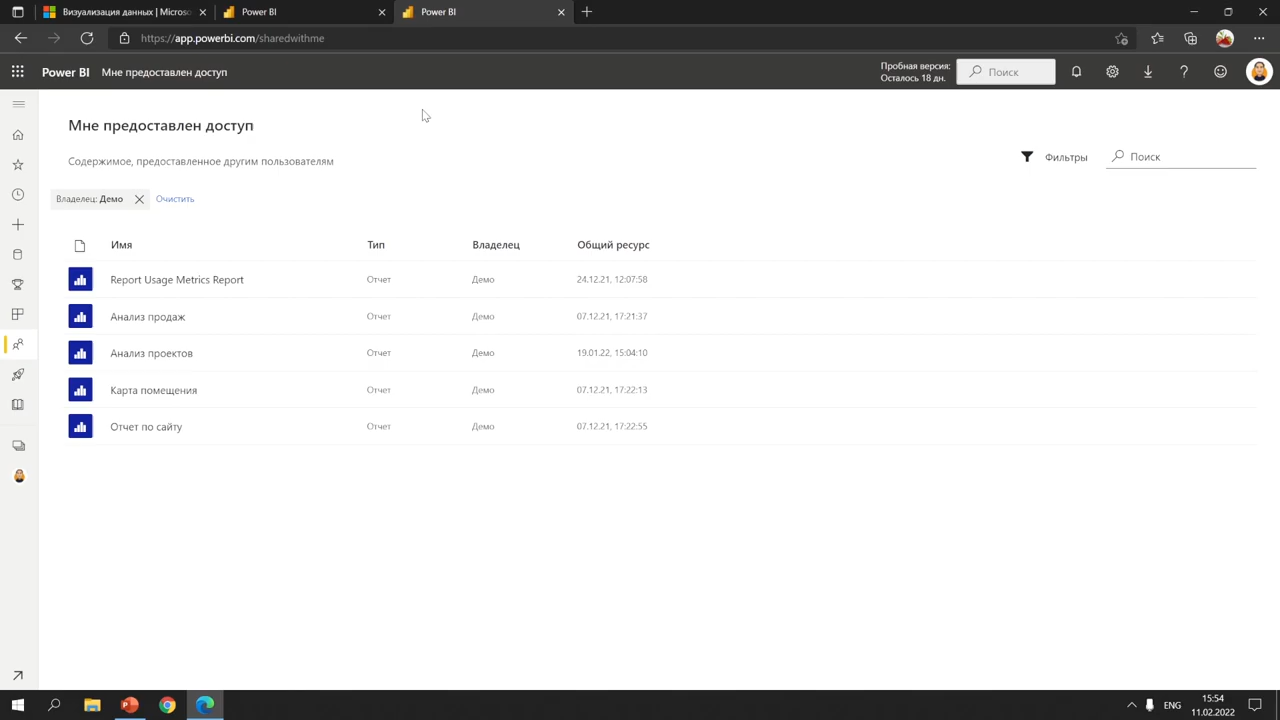 Визуализация данных | Microso
Power BI
Power BI
https://app.powerbi.com/sharedwithme
Power BI Мне предоставлен доступ
Пробная версия:
Осталось 18 дн.
Поиск
Мне предоставлен доступ
Содержимое, предоставленное другим пользователям
Фильтры
Поиск
Владелец: Демо
Очистить
Имя Тип Владелец Общий ресурс
Report Usage Metrics Report Отчет Демо 24.12.21, 12:07:58
Анализ продаж Отчет Демо 07.12.21, 17:21:37
Анализ проектов Отчет Демо 19.01.22, 15:04:10
Карта помещения Отчет Демо 07.12.21, 17:22:13
Отчет по сайту Отчет Демо 07.12.21, 17:22:55
ENG
15:54
11.02.2022